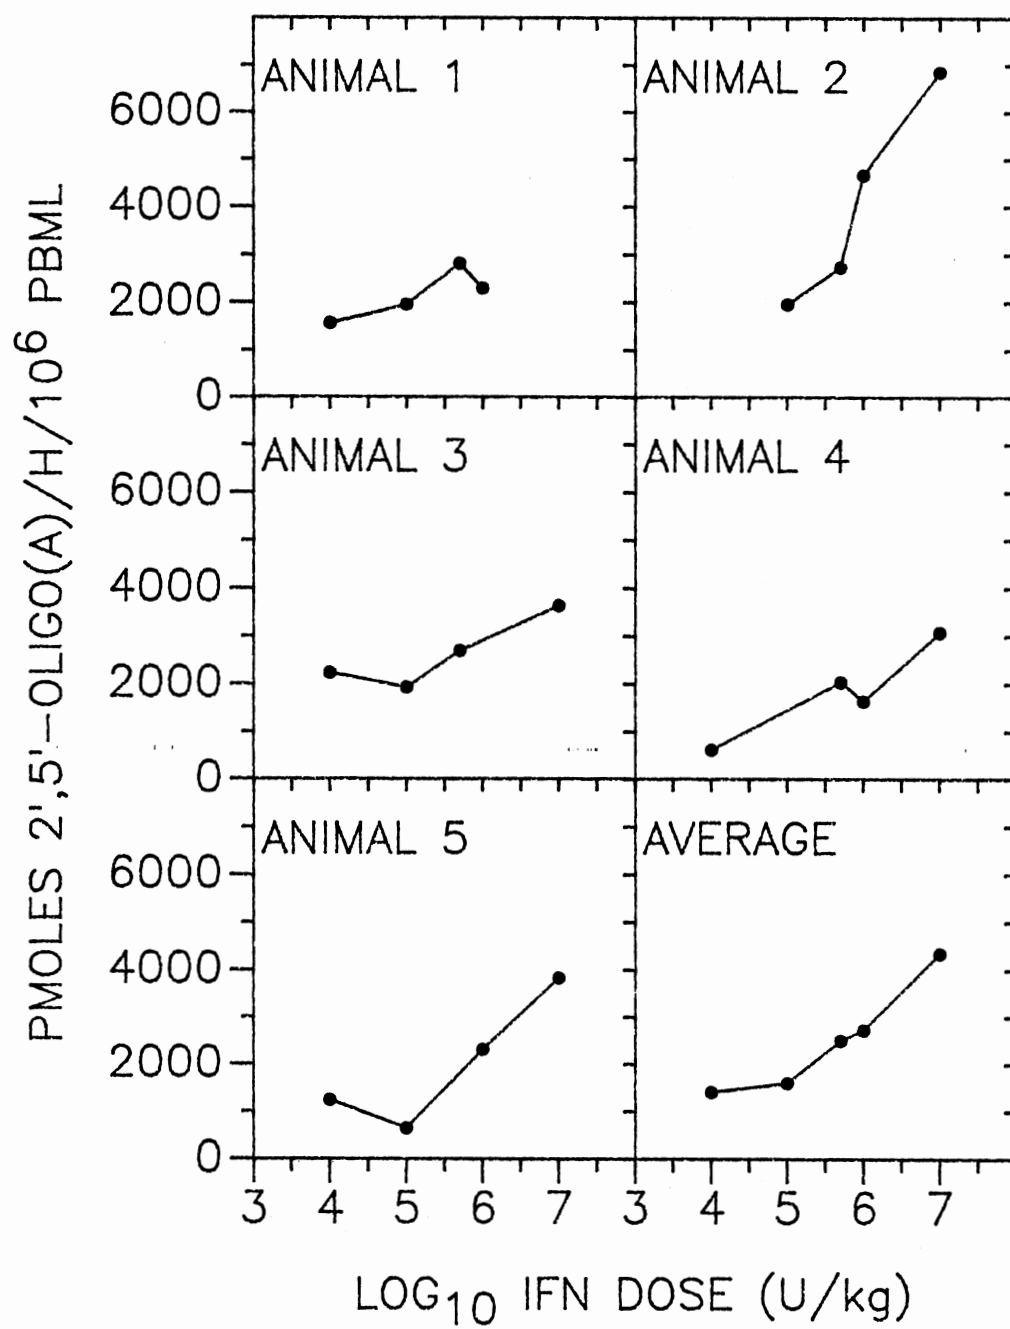 PMOLES 2',5'-OLIGO(A)/H/10⁶ PBML
ANIMAL 1
ANIMAL 2
6000
4000
2000
0
ANIMAL 3
ANIMAL 4
6000
4000
2000
0
ANIMAL 5
AVERAGE
6000
4000
2000
0
3 4 5 6 7 3 4 5 6 7
LOG₁₀ IFN DOSE (U/kg)